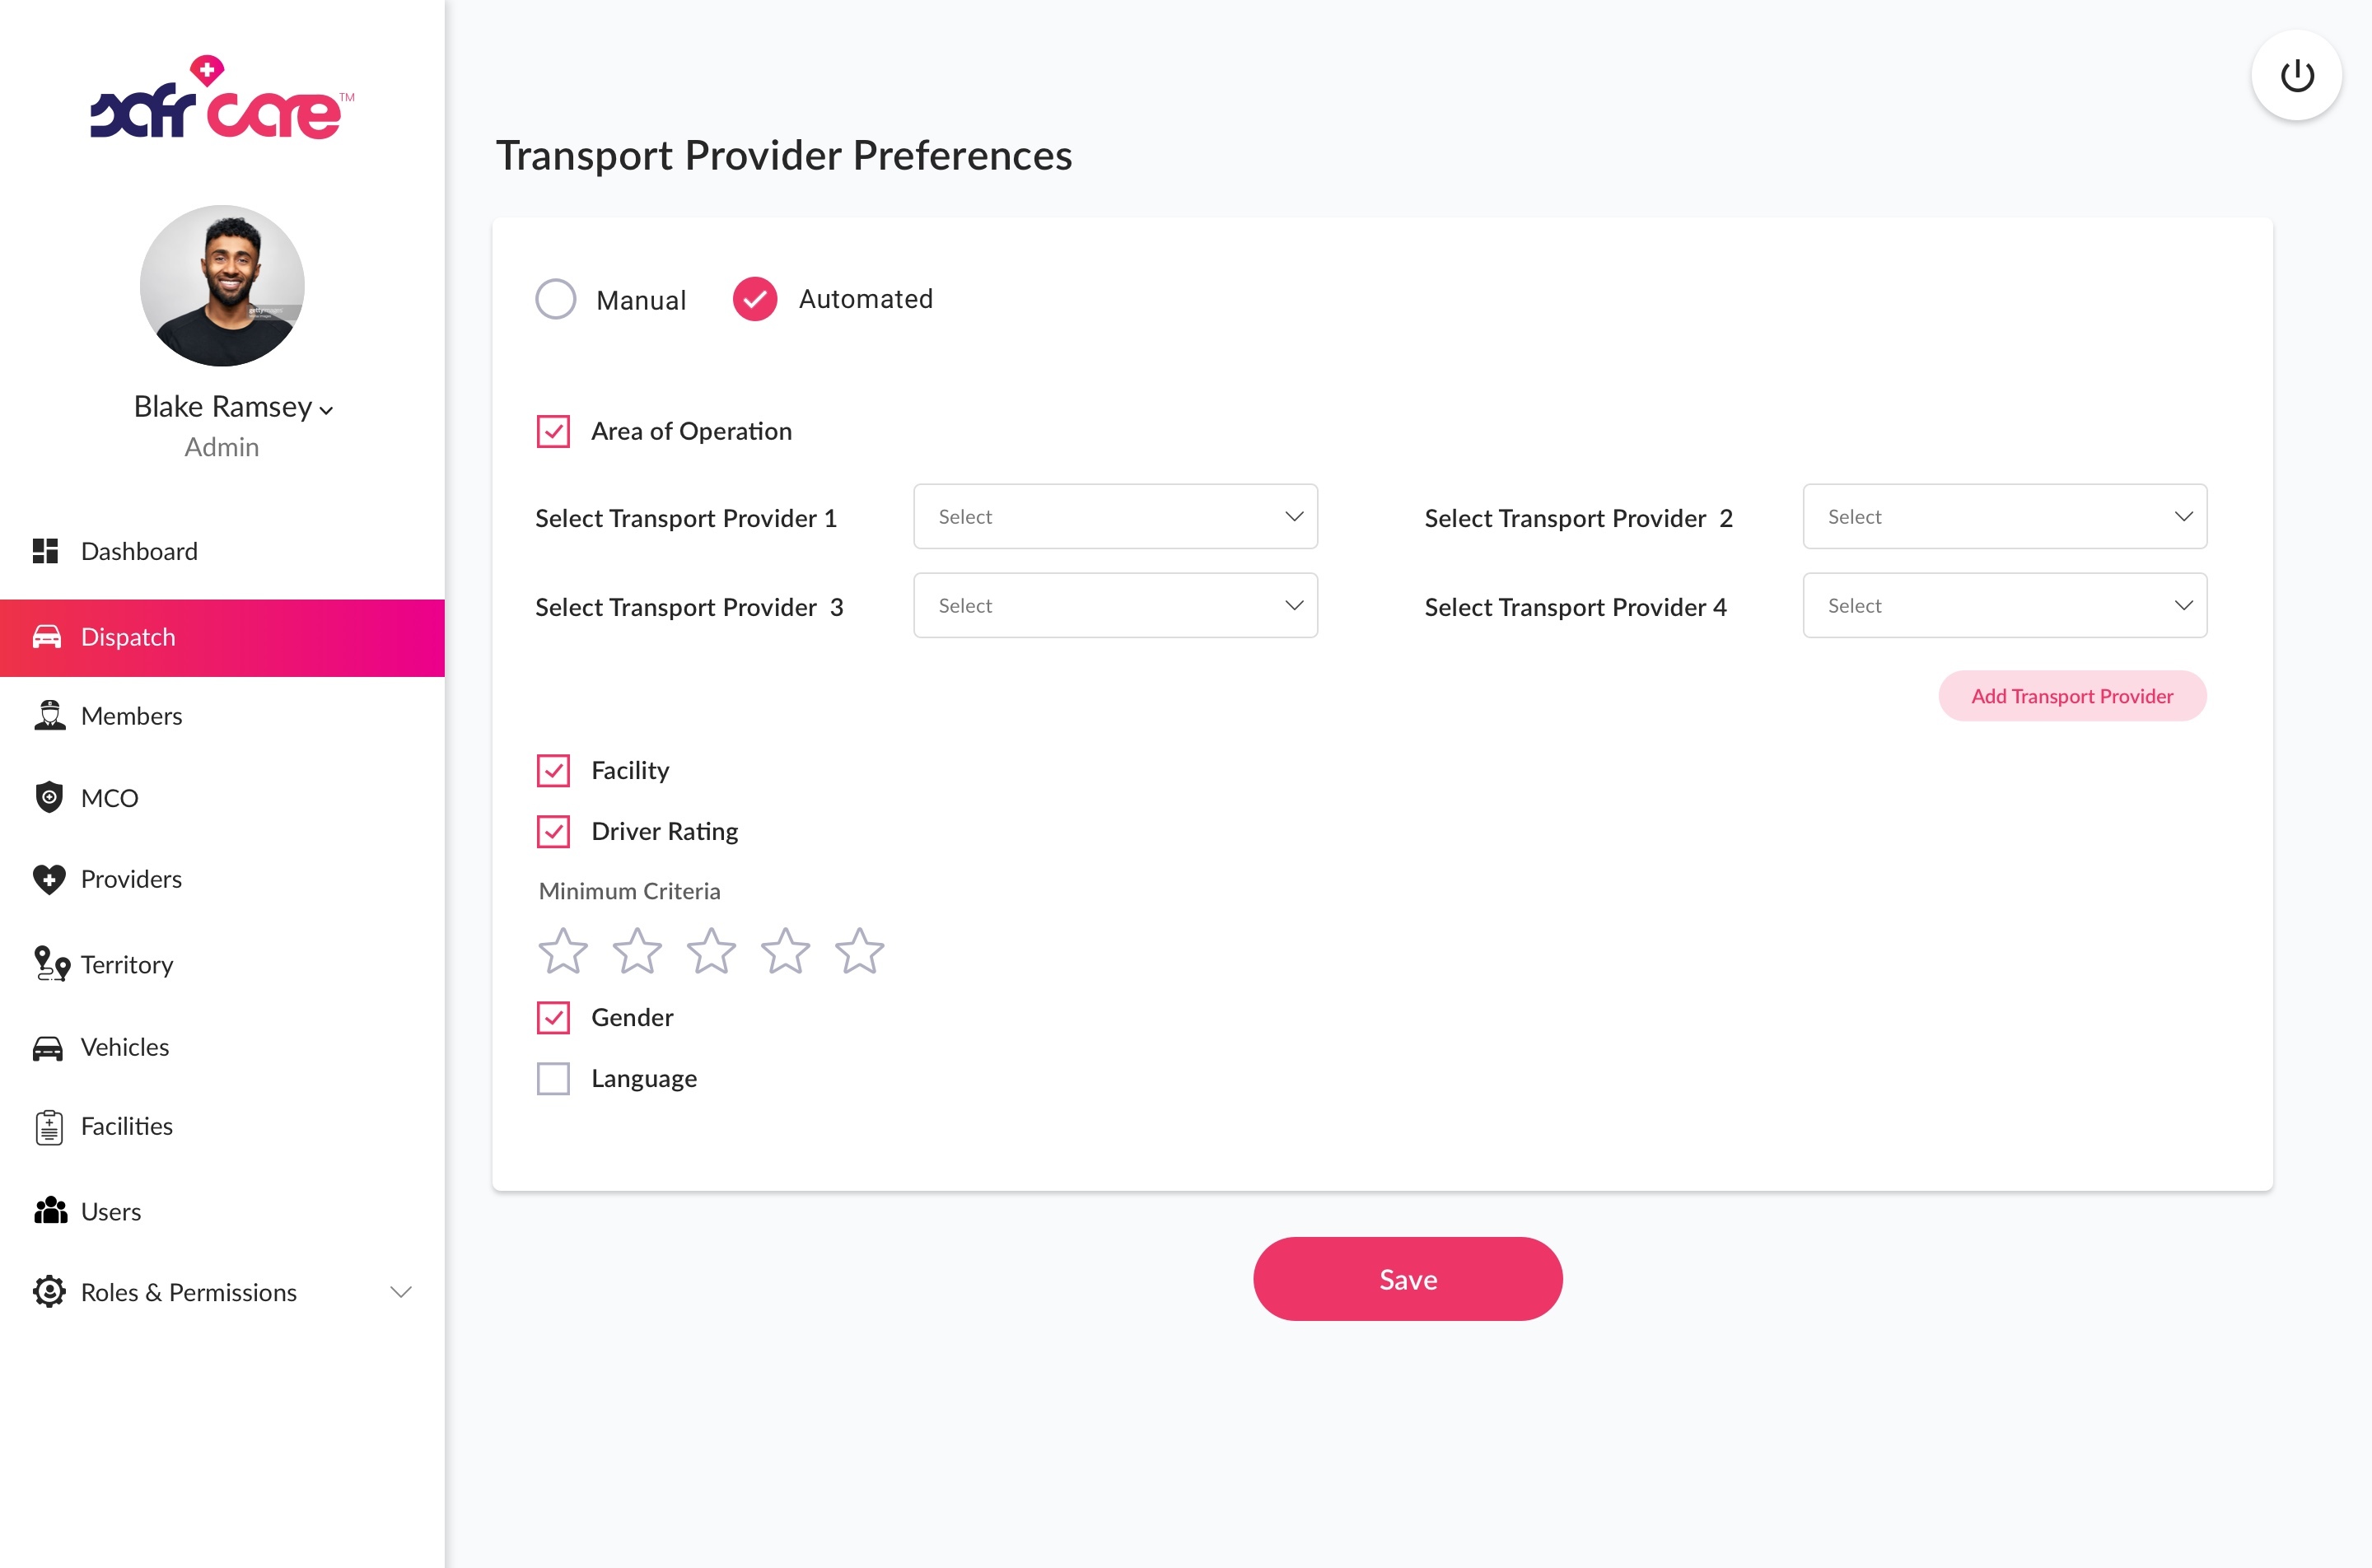 safr care™
gettyimages
Blake Ramsey
Admin
Dashboard
Dispatch
Members
MCO
Providers
Territory
Vehicles
Facilities
Users
Roles & Permissions
Transport Provider Preferences
Manual Automated
Area of Operation
Select Transport Provider 1 Select Select Transport Provider 2 Select
Select Transport Provider 3 Select Select Transport Provider 4 Select
Add Transport Provider
Facility
Driver Rating
Minimum Criteria
Gender
Language
Save